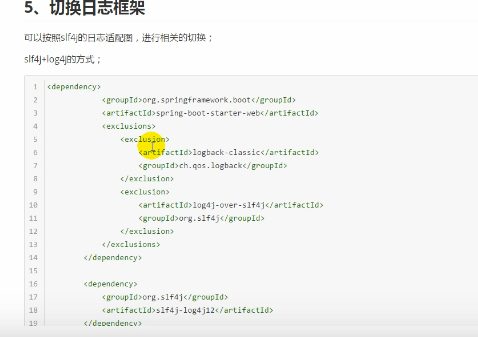 5、切换日志框架
可以按照slf4j的日志适配图，进行相关的切换；
slf4j+log4j的方式；
1 <dependency>
2 <groupId>org.springframework.boot</groupId>
3 <artifactId>spring-boot-starter-web</artifactId>
4 <exclusions>
5 <exclusion>
6 <artifactId>logback-classic</artifactId>
7 <groupId>ch.qos.logback</groupId>
8 </exclusion>
9 <exclusion>
10 <artifactId>log4j-over-slf4j</artifactId>
11 <groupId>org.slf4j</groupId>
12 </exclusion>
13 </exclusions>
14 </dependency>
15
16 <dependency>
17 <groupId>org.slf4j</groupId>
18 <artifactId>slf4j-log4j12</artifactId>
19 </dependency>